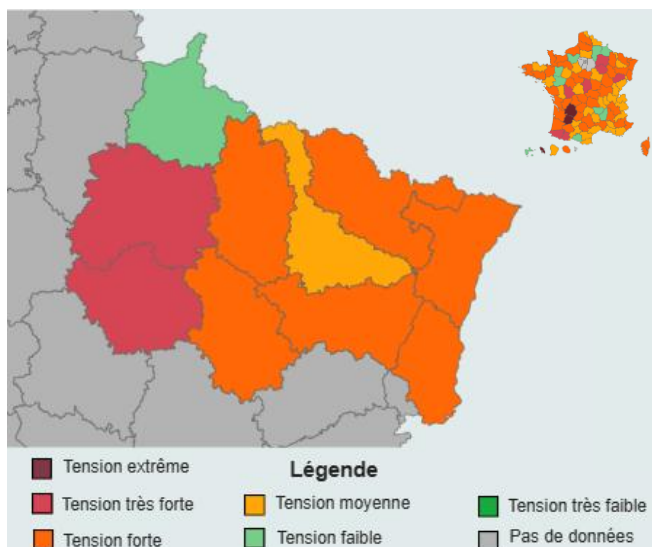 Légende
Tension extrême
Tension très forte
Tension forte
Tension moyenne
Tension faible
Tension très faible
Pas de données